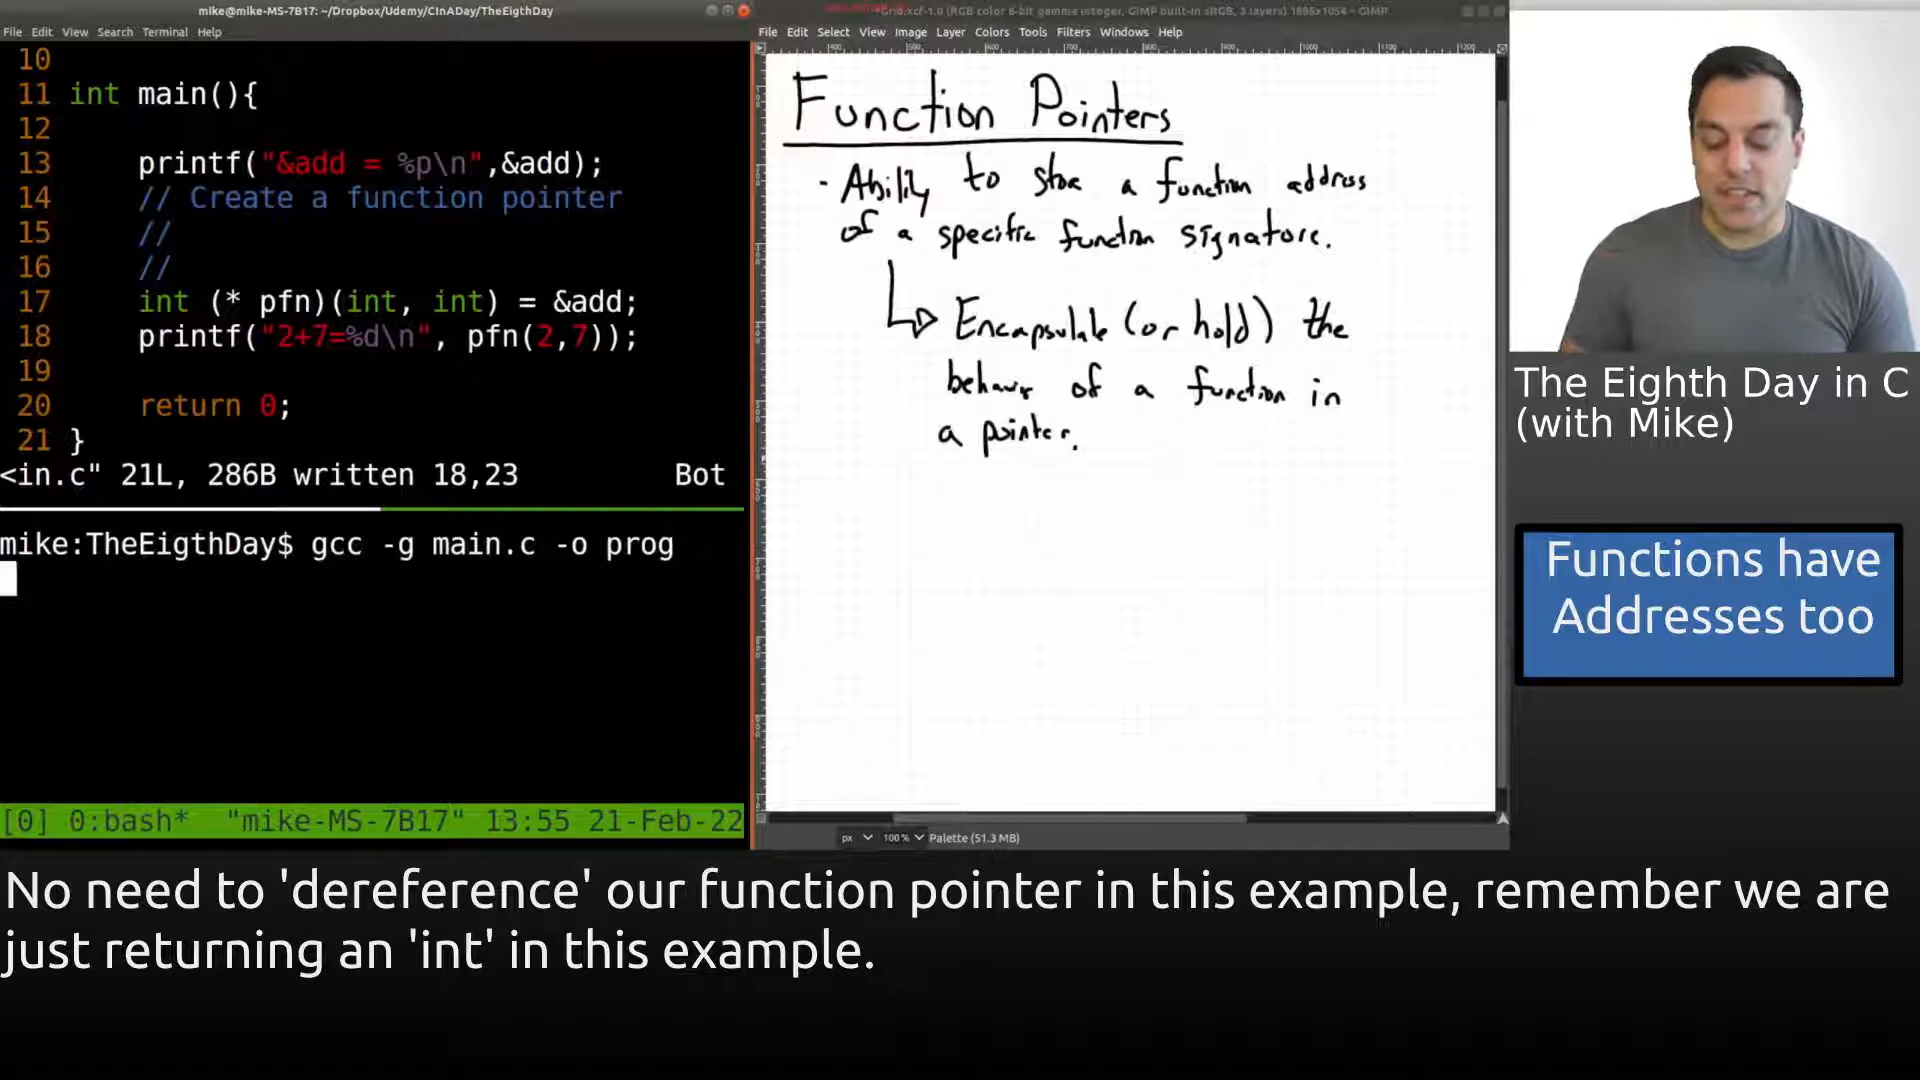 mike@mike-MS-7B17: ~/Dropbox/Udemy/CInADay/TheEigthDay
File Edit View Search Terminal Help
10
11 int main(){
12
13 printf("&add = %p\n",&add);
14 // Create a function pointer
15 //
16 //
17 int (* pfn)(int, int) = &add;
18 printf("2+7=%d\n", pfn(2,7));
19
20 return 0;
21 }
<in.c" 21L, 286B written 18,23 Bot
mike:TheEigthDay$ gcc -g main.c -o prog
[0] 0:bash* "mike-MS-7B17" 13:55 21-Feb-22
File Edit Select View Image Layer Colors Tools Filters Windows Help
Function Pointers
- Ability to store a function address
of a specific function signature.
Encapsulate (or hold) the
behavior of a function in
a pointer.
px 100 % Palette (51.3 MB)
The Eighth Day in C
(with Mike)
Functions have
Addresses too
No need to 'dereference' our function pointer in this example, remember we are
just returning an 'int' in this example.